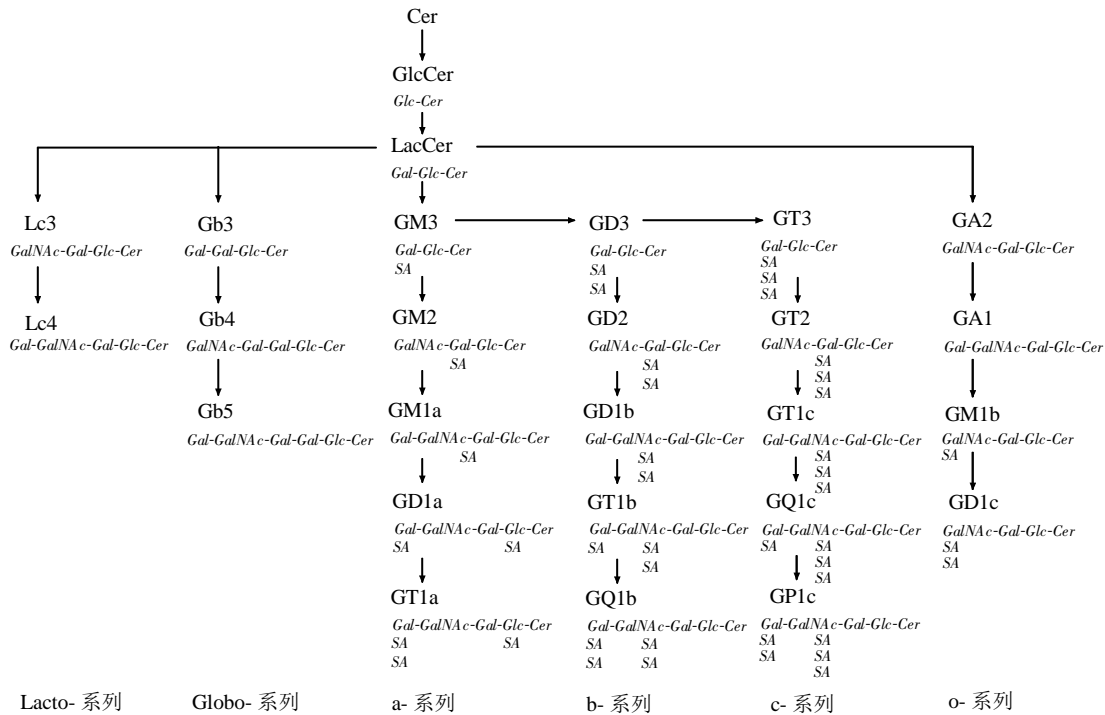 Cer
GlcCer
Glc-Cer
LacCer
Gal-Glc-Cer
Lc3
GalNAc-Gal-Glc-Cer
Lc4
Gal-GalNAc-Gal-Glc-Cer
Lacto- 系列
Gb3
Gal-Gal-Glc-Cer
Gb4
GalNAc-Gal-Gal-Glc-Cer
Gb5
Gal-GalNAc-Gal-Gal-Glc-Cer
Globo- 系列
GM3
Gal-Glc-Cer
SA
GM2
GalNAc-Gal-Glc-Cer
SA
GM1a
Gal-GalNAc-Gal-Glc-Cer
SA
GD1a
Gal-GalNAc-Gal-Glc-Cer
SA SA
GT1a
Gal-GalNAc-Gal-Glc-Cer
SA SA
SA
a- 系列
GD3
Gal-Glc-Cer
SA
SA
GD2
GalNAc-Gal-Glc-Cer
SA
SA
GD1b
Gal-GalNAc-Gal-Glc-Cer
SA
SA
GT1b
Gal-GalNAc-Gal-Glc-Cer
SA SA
SA
GQ1b
Gal-GalNAc-Gal-Glc-Cer
SA SA
SA SA
b- 系列
GT3
Gal-Glc-Cer
SA
SA
SA
GT2
GalNAc-Gal-Glc-Cer
SA
SA
SA
GT1c
Gal-GalNAc-Gal-Glc-Cer
SA
SA
SA
GQ1c
Gal-GalNAc-Gal-Glc-Cer
SA SA
SA
SA
GP1c
Gal-GalNAc-Gal-Glc-Cer
SA SA
SA SA
SA
c- 系列
GA2
GalNAc-Gal-Glc-Cer
GA1
Gal-GalNAc-Gal-Glc-Cer
GM1b
GalNAc-Gal-Glc-Cer
SA
GD1c
GalNAc-Gal-Glc-Cer
SA
SA
o- 系列